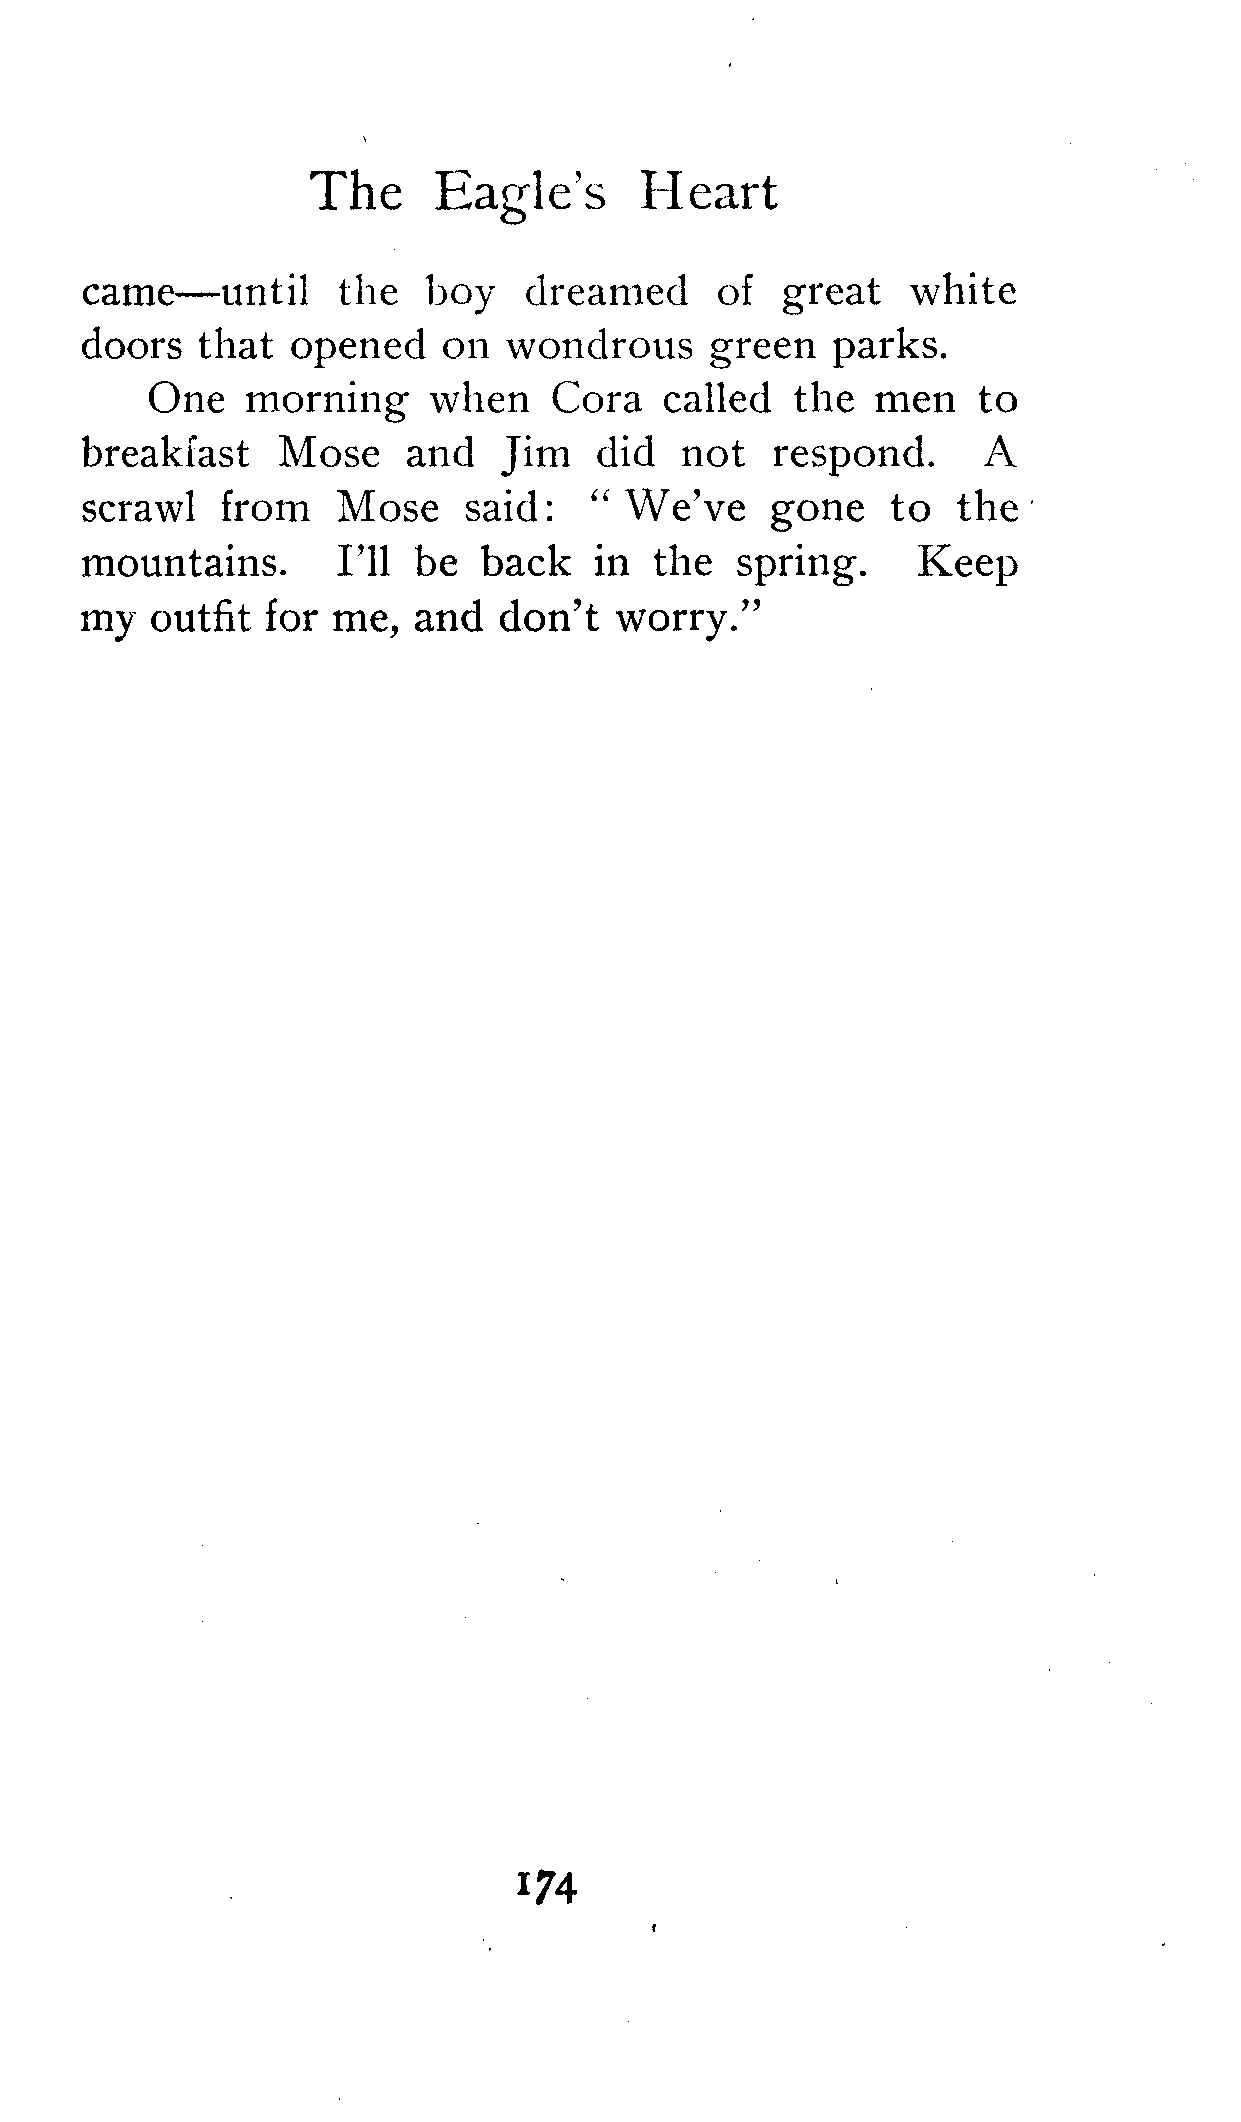 The Eagle's Heart
came—until the boy dreamed of great white
doors that opened on wondrous green parks.
One morning when Cora called the men to
breakfast Mose and Jim did not respond. A
scrawl from Mose said: " We've gone to the
mountains. I'll be back in the spring. Keep
my outfit for me, and don't worry."
174